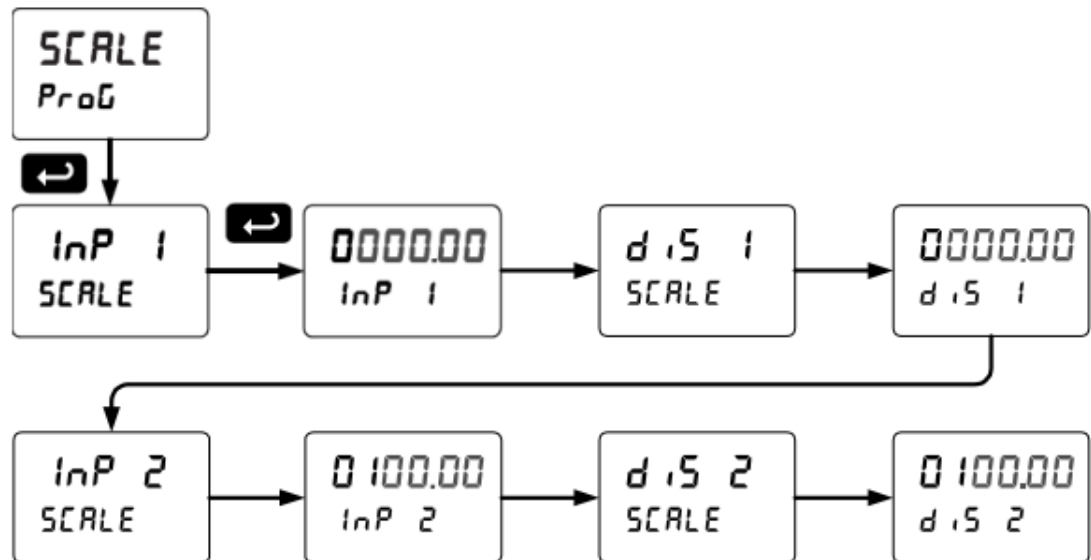 SCALE
ProG
InP 1
SCALE
0000.00
InP 1
diS 1
SCALE
0000.00
diS 1
InP 2
SCALE
0100.00
InP 2
diS 2
SCALE
0100.00
diS 2